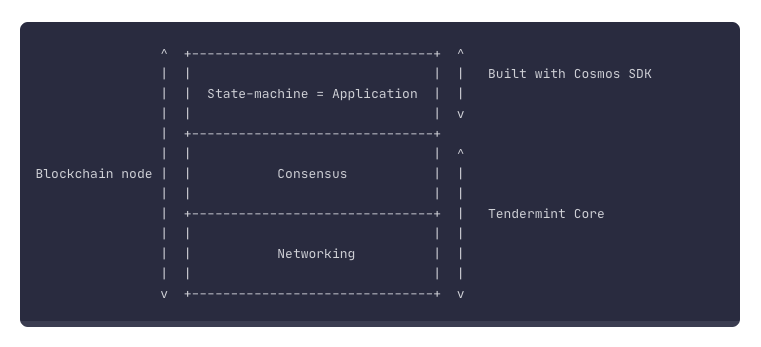 ^  +-------------------------------+  ^
|  |                               |  |   Built with Cosmos SDK
|  |  State-machine = Application  |  |
|  |                               |  v
|  +-------------------------------+
|  |                               |  ^
Blockchain node |  |           Consensus           |  |
|  |                               |  |
|  +-------------------------------+  |   Tendermint Core
|  |                               |  |
|  |           Networking          |  |
|  |                               |  |
v  +-------------------------------+  v